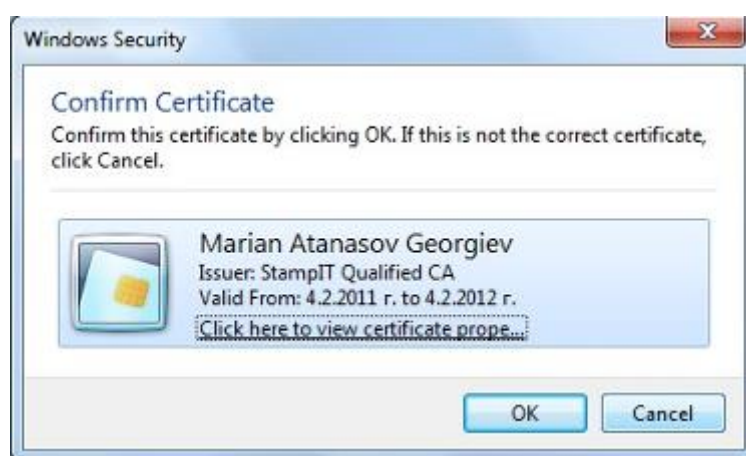 Windows Security
Confirm Certificate
Confirm this certificate by clicking OK. If this is not the correct certificate,
click Cancel.
Marian Atanasov Georgiev
Issuer: StampIT Qualified CA
Valid From: 4.2.2011 г. to 4.2.2012 г.
Click here to view certificate prope...
OK
Cancel